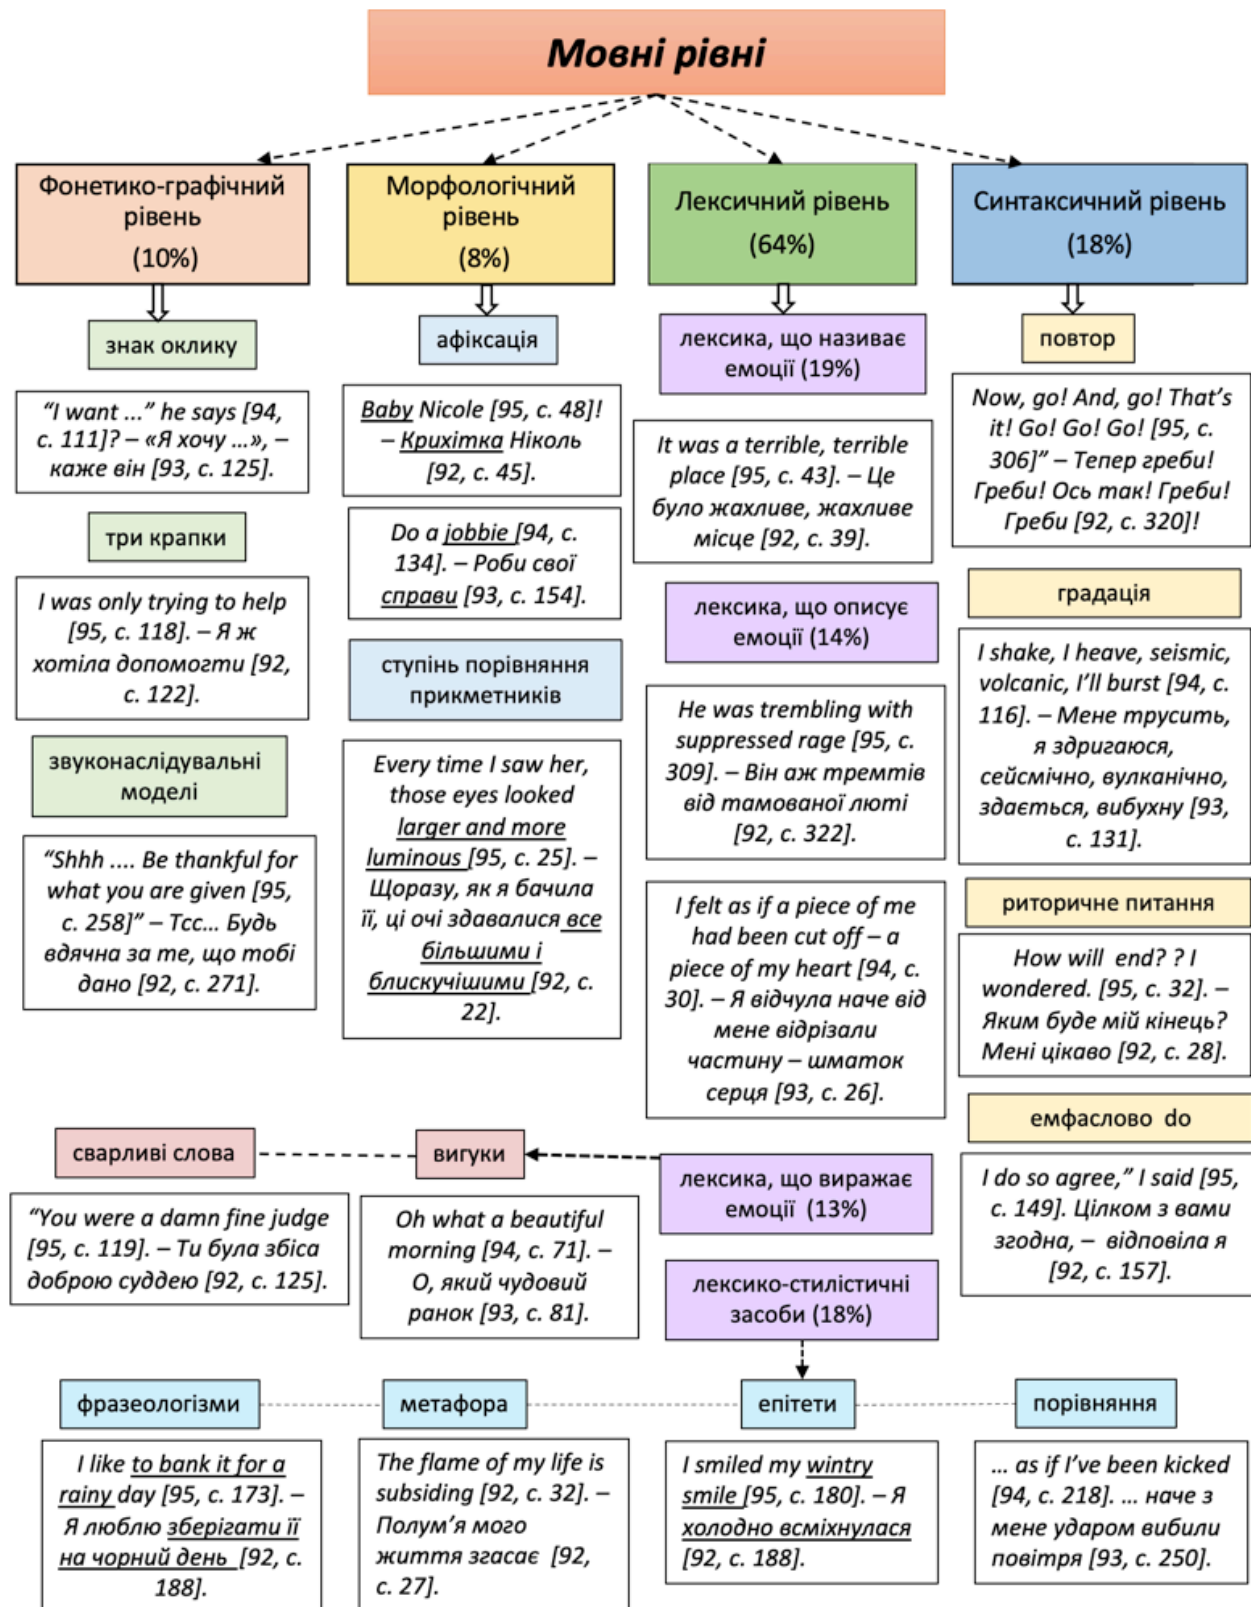 Мовні рівні
Фонетико-графічний
рівень
(10%)
знак оклику
“I want ...” he says [94,
с. 111]? – «Я хочу ...», –
каже він [93, с. 125].
три крапки
I was only trying to help
[95, с. 118]. – Я ж
хотіла допомогти [92,
с. 122].
звуконаслідувальні
моделі
“Shhh .... Be thankful for
what you are given [95,
с. 258]” – Тсс... Будь
вдячна за те, що тобі
дано [92, с. 271].
Морфологічний
рівень
(8%)
афіксація
Baby Nicole [95, с. 48]!
– Крихітка Ніколь
[92, с. 45].
Do a jobbie [94, с.
134]. – Роби свої
справи [93, с. 154].
ступінь порівняння
прикметників
Every time I saw her,
those eyes looked
larger and more
luminous [95, с. 25]. –
Щоразу, як я бачила
її, ці очі здавалися все
більшими і
блискучішими [92, с.
22].
Лексичний рівень
(64%)
лексика, що називає
емоції (19%)
It was a terrible, terrible
place [95, с. 43]. – Це
було жахливе, жахливе
місце [92, с. 39].
лексика, що описує
емоції (14%)
He was trembling with
suppressed rage [95, с.
309]. – Він аж тремтів
від тамованої люті
[92, с. 322].
I felt as if a piece of me
had been cut off – a
piece of my heart [94, с.
30]. – Я відчула наче від
мене відрізали
частину – шматок
серця [93, с. 26].
Синтаксичний рівень
(18%)
повтор
Now, go! And, go! That’s
it! Go! Go! Go! [95, с.
306]” – Тепер греби!
Греби! Ось так! Греби!
Греби [92, с. 320]!
градація
I shake, I heave, seismic,
volcanic, I’ll burst [94, с.
116]. – Мене трусить,
я здригаюся,
сейсмічно, вулканічно,
здається, вибухну [93,
с. 131].
риторичне питання
How will end? ? I
wondered. [95, с. 32]. –
Яким буде мій кінець?
Мені цікаво [92, с. 28].
емфаслово do
I do so agree,” I said [95,
с. 149]. Цілком з вами
згодна, – відповіла я
[92, с. 157].
сварливі слова
“You were a damn fine judge
[95, с. 119]. – Ти була збіса
доброю суддею [92, с. 125].
вигуки
Oh what a beautiful
morning [94, с. 71]. –
О, який чудовий
ранок [93, с. 81].
лексика, що виражає
емоції (13%)
лексико-стилістичні
засоби (18%)
фразеологізми
I like to bank it for a
rainy day [95, с. 173]. –
Я люблю зберігати її
на чорний день [92, с.
188].
метафора
The flame of my life is
subsiding [92, с. 32]. –
Полум’я мого
життя згасає [92,
с. 27].
епітети
I smiled my wintry
smile [95, с. 180]. – Я
холодно всміхнулася
[92, с. 188].
порівняння
... as if I’ve been kicked
[94, с. 218]. ... наче з
мене ударом вибили
повітря [93, с. 250].